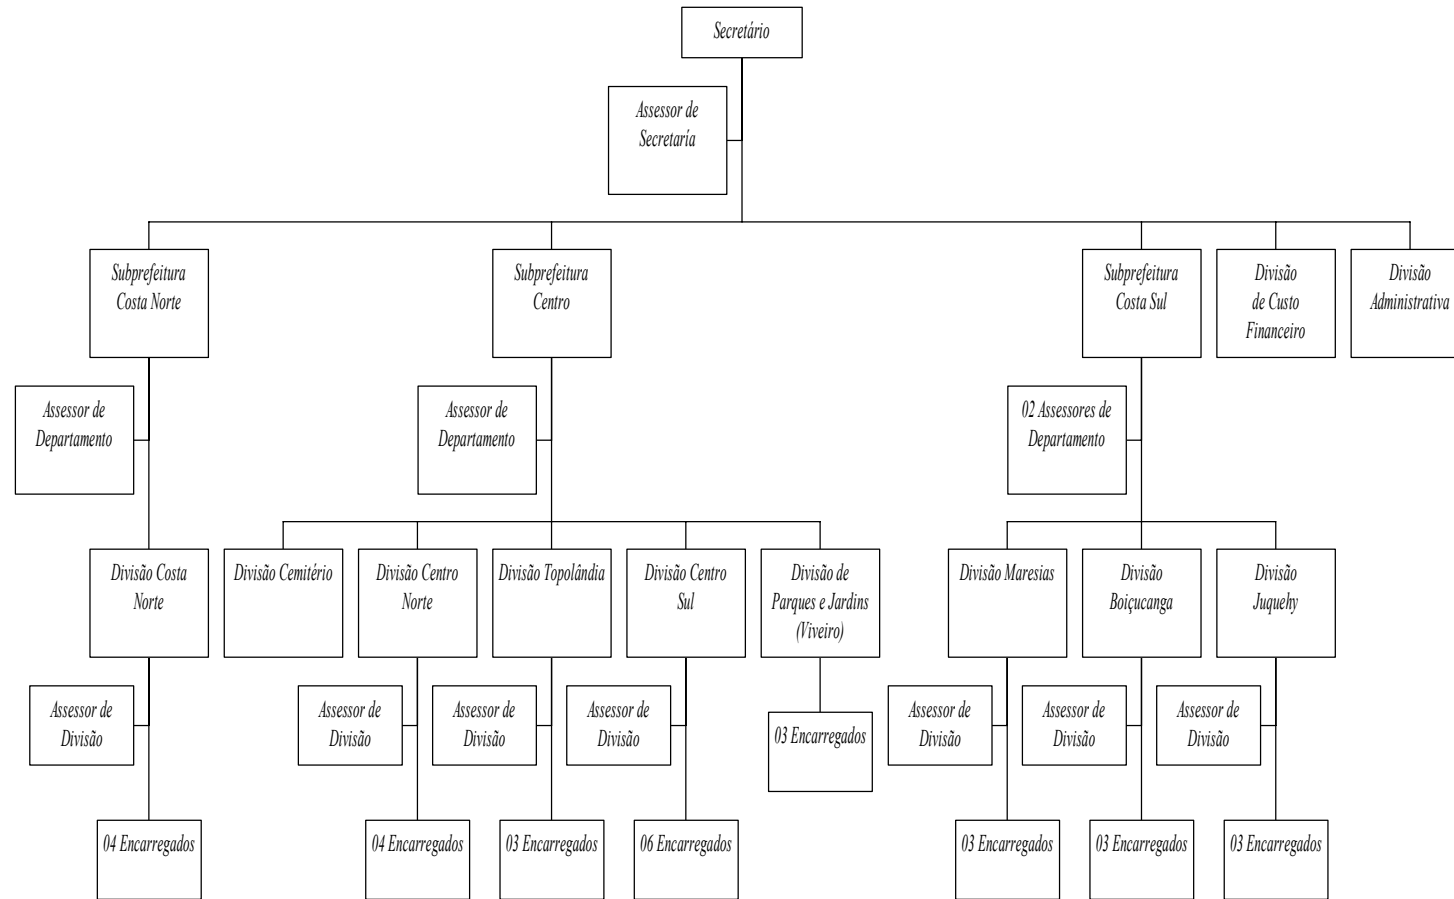 Secretário
Assessor de
Secretaría
Subprefeitura
Costa Norte
Subprefeitura
Centro
Subprefeitura
Costa Sul
Divisão
de Custo
Financeiro
Divisão
Administrativa
Assessor de
Departamento
Assessor de
Departamento
02 Assessores de
Departamento
Divisão Costa
Norte
Divisão Cemitério
Divisão Centro
Norte
Divisão Topolândia
Divisão Centro
Sul
Divisão de
Parques e Jardins
(Viveiro)
Divisão Maresias
Divisão
Boiçucanga
Divisão
Juquehy
Assessor de
Divisão
Assessor de
Divisão
Assessor de
Divisão
Assessor de
Divisão
03 Encarregados
Assessor de
Divisão
Assessor de
Divisão
Assessor de
Divisão
04 Encarregados
04 Encarregados
03 Encarregados
06 Encarregados
03 Encarregados
03 Encarregados
03 Encarregados